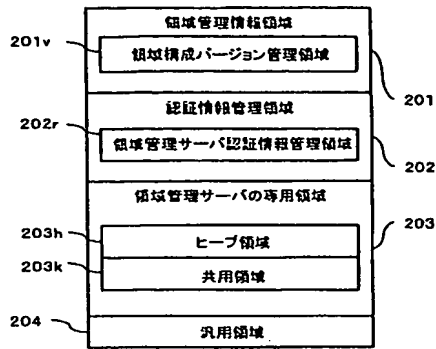 領域管理情報領域
201v
領域構成バージョン管理領域
201
認証情報管理領域
202r
領域管理サーバ認証情報管理領域
202
領域管理サーバの専用領域
203h
ヒープ領域
203
203k
共用領域
204
汎用領域